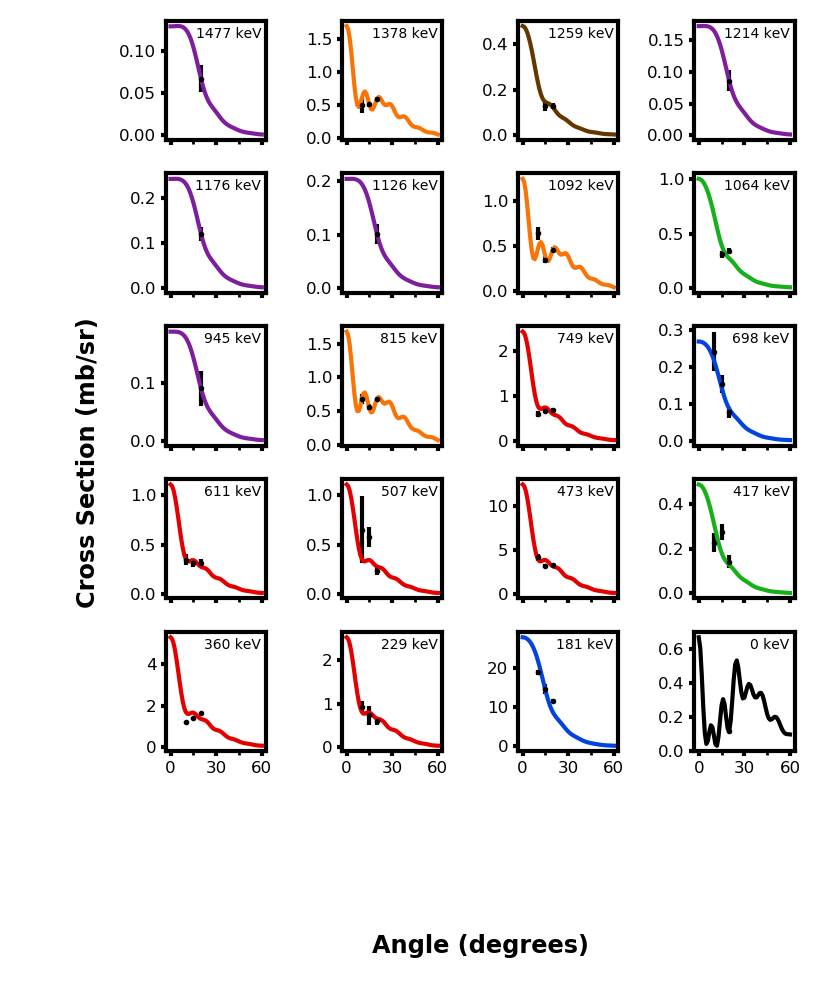 1477 keV
0.10
0.05
0.00
1378 keV
1.5
1.0
0.5
0.0
1259 keV
0.4
0.2
0.0
1214 keV
0.15
0.10
0.05
0.00
1176 keV
0.2
0.1
0.0
1126 keV
0.2
0.1
0.0
1092 keV
1.0
0.5
0.0
1064 keV
1.0
0.5
0.0
945 keV
0.1
0.0
815 keV
1.5
1.0
0.5
0.0
749 keV
2
1
0
698 keV
0.3
0.2
0.1
0.0
611 keV
1.0
0.5
0.0
507 keV
1.0
0.5
0.0
473 keV
10
5
0
417 keV
0.4
0.2
0.0
360 keV
4
2
0
0 30 60
229 keV
2
1
0
0 30 60
181 keV
20
10
0
0 30 60
0 keV
0.6
0.4
0.2
0.0
0 30 60
Cross Section (mb/sr)
Angle (degrees)